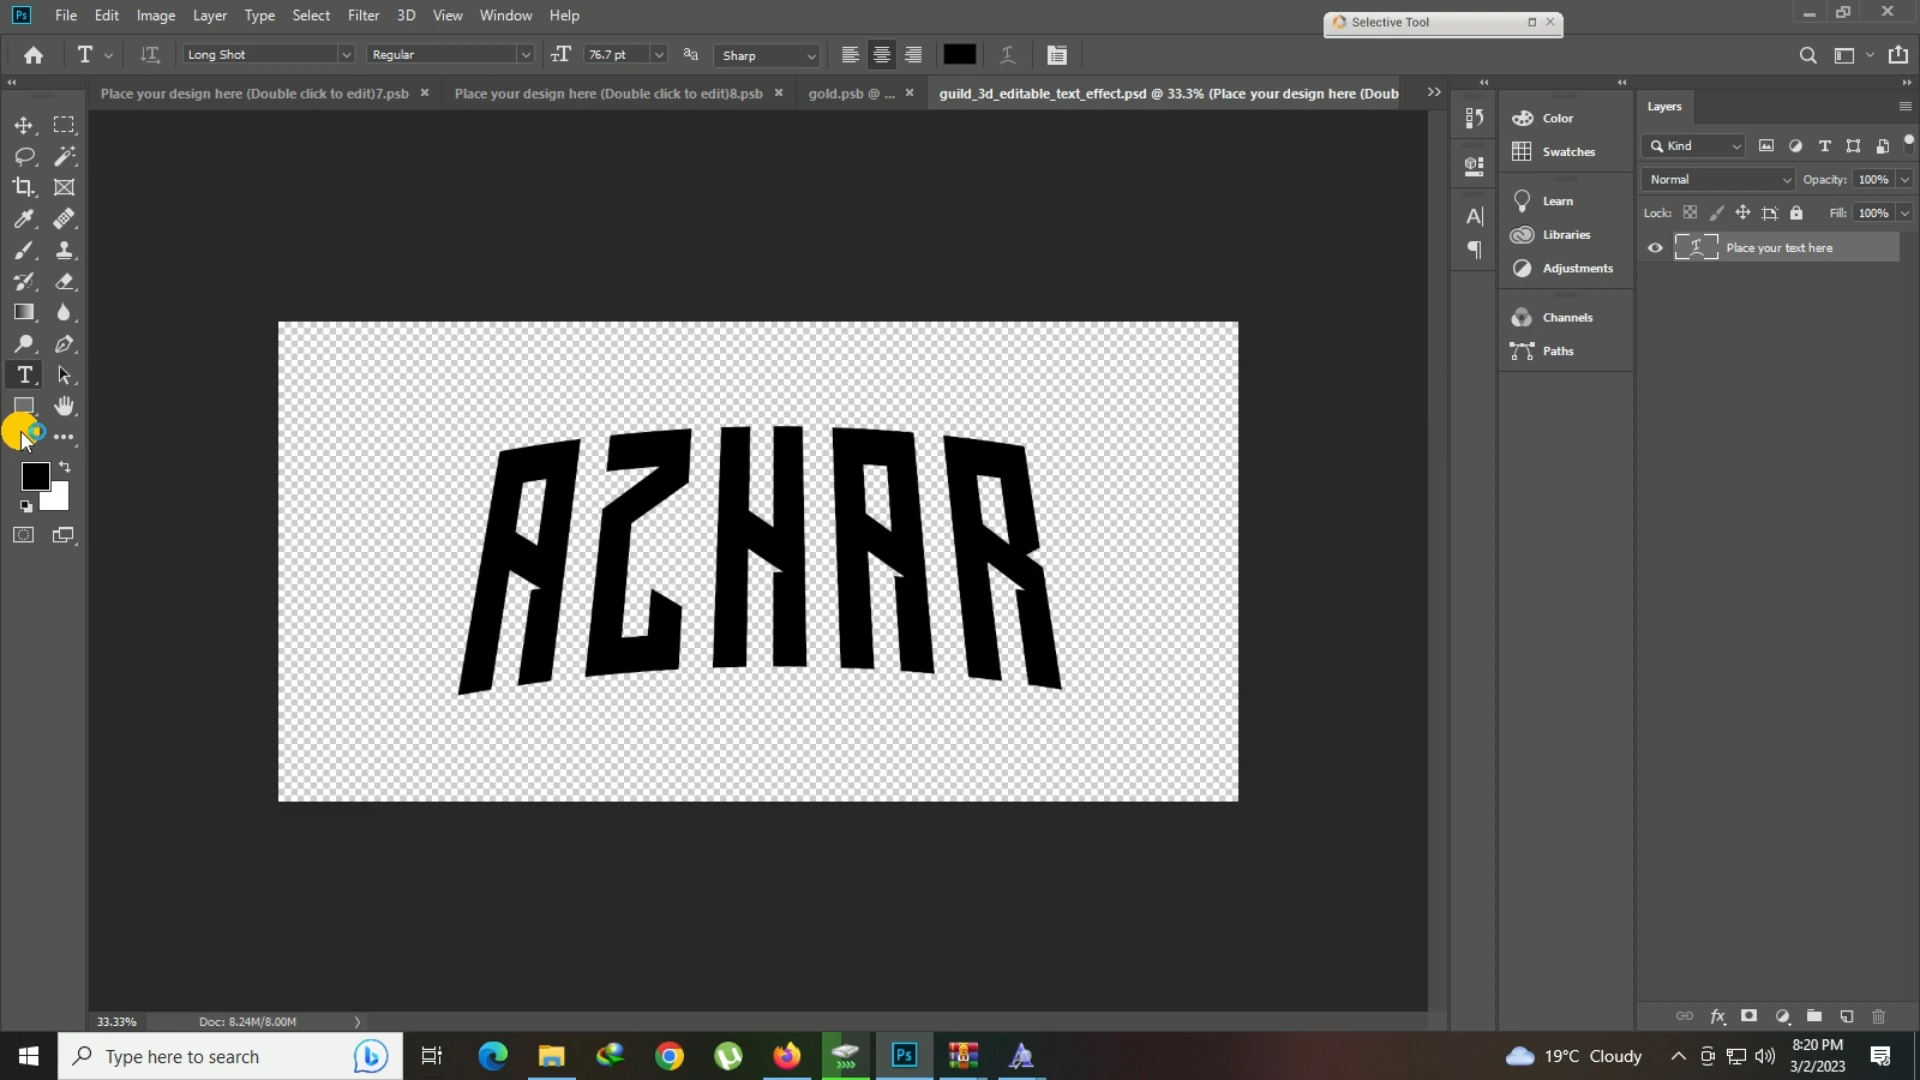 Ps File Edit Image Layer Type Select Filter 3D View Window Help
Selective Tool
T Long Shot Regular 76.7 pt aa Sharp
Place your design here (Double click to edit)7.psb Place your design here (Double click to edit)8.psb gold.psb @ ... guild_3d_editable_text_effect.psd @ 33.3% (Place your design here (Doub
Color
Swatches
Learn
Libraries
Adjustments
Channels
Paths
Layers
Kind
Normal Opacity: 100%
Lock: Fill: 100%
Place your text here
AZHAR
33.33% Doc: 8.24M/8.00M
Type here to search
Ps
19°C Cloudy
8:20 PM
3/2/2023